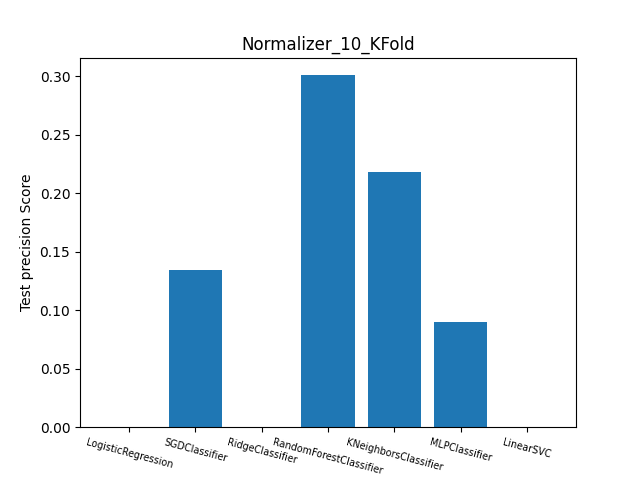 Normalizer_10_KFold
Test precision Score
0.30
0.25
0.20
0.15
0.10
0.05
0.00
LogisticRegression
SGDClassifier
RidgeClassifier
RandomForestClassifier
KNeighborsClassifier
MLPClassifier
LinearSVC